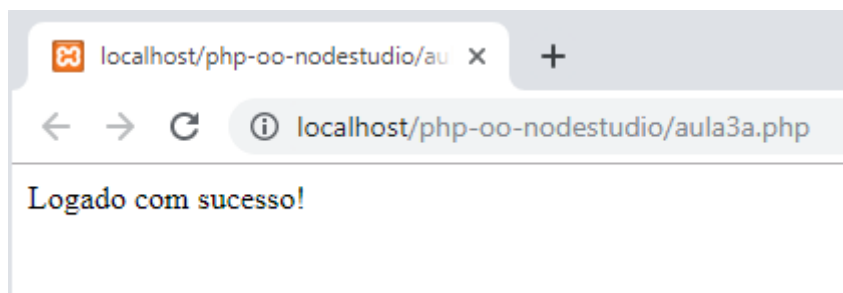 localhost/php-oo-nodestudio/au
localhost/php-oo-nodestudio/aula3a.php
Logado com sucesso!